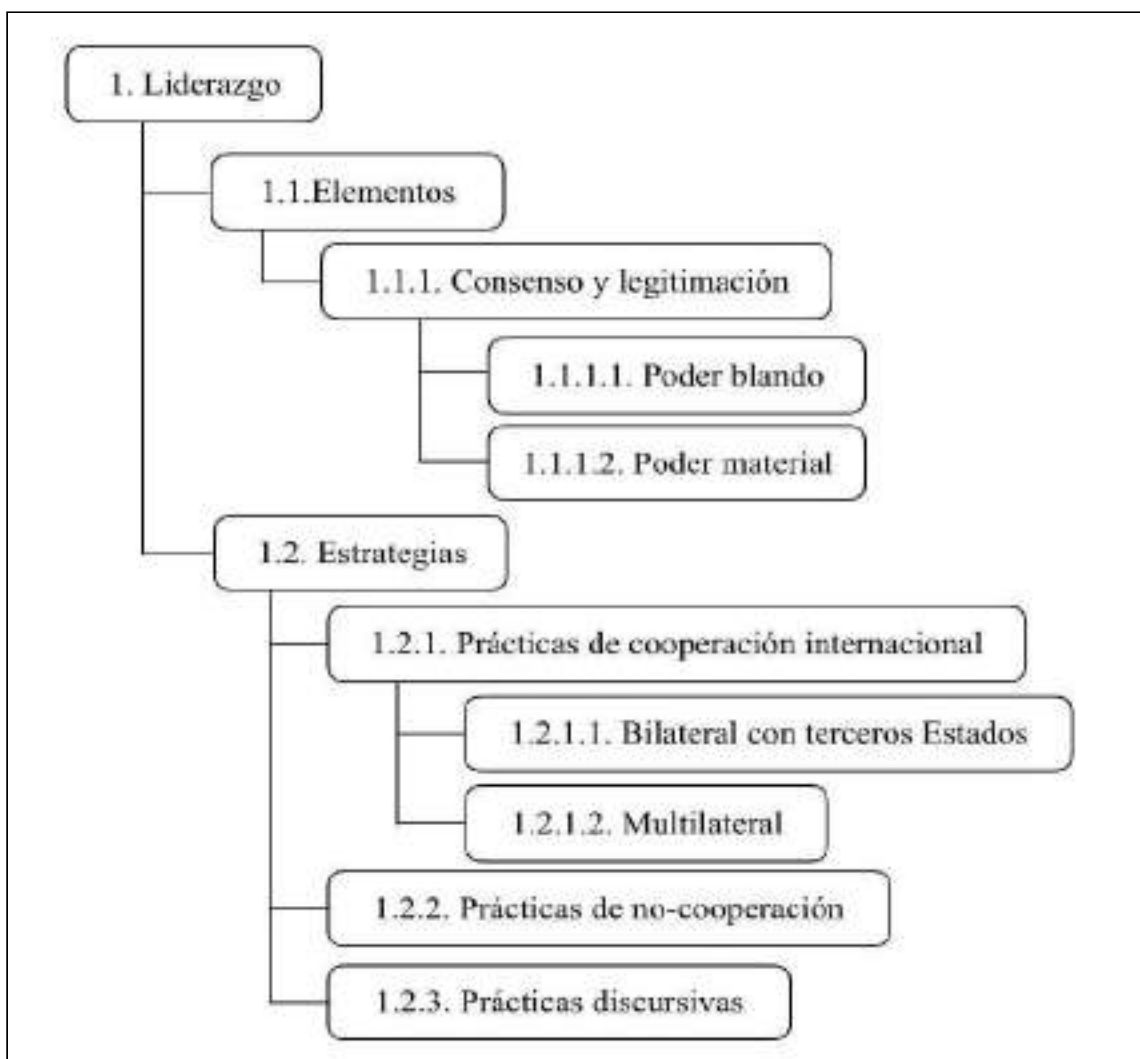 1. Liderazgo
1.1.Elementos
1.1.1. Consenso y legitimación
1.1.1.1. Poder blando
1.1.1.2. Poder material
1.2. Estrategias
1.2.1. Prácticas de cooperación internacional
1.2.1.1. Bilateral con terceros Estados
1.2.1.2. Multilateral
1.2.2. Prácticas de no-cooperación
1.2.3. Prácticas discursivas